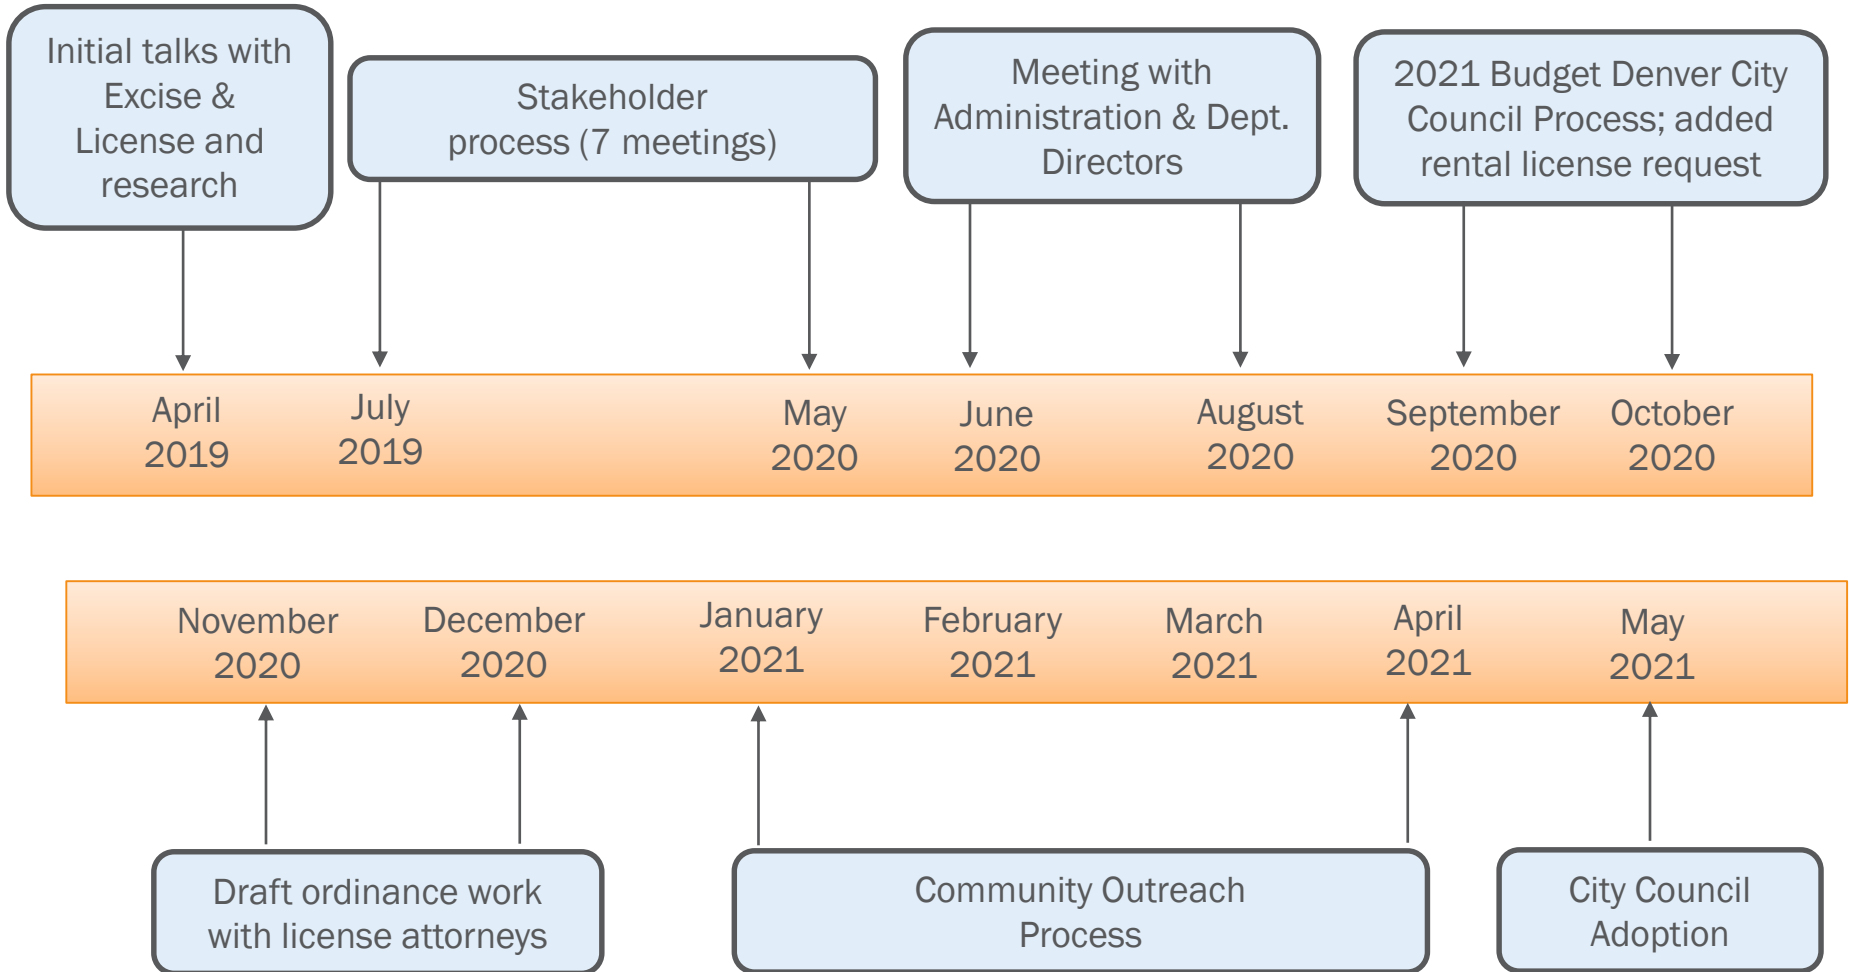 Initial talks with
Excise &
License and
research
Stakeholder
process (7 meetings)
Meeting with
Administration & Dept.
Directors
2021 Budget Denver City
Council Process; added
rental license request
April
2019
July
2019
May
2020
June
2020
August
2020
September
2020
October
2020
November
2020
December
2020
January
2021
February
2021
March
2021
April
2021
May
2021
Draft ordinance work
with license attorneys
Community Outreach
Process
City Council
Adoption